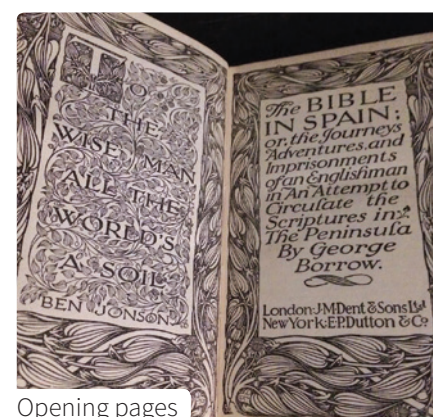 TO
THE
WISE MAN
ALL THE
WORLD'S
A SOIL
BEN JONSON
The BIBLE
IN SPAIN;
or, the Journeys
Adventures, and
Imprisonments
of an Englishman
in An Attempt to
Circulate the
Scriptures in
The Peninsula
By George
Borrow.
London: J.M Dent & Sons Ltd
New York: E.P. Dutton & Co
Opening pages